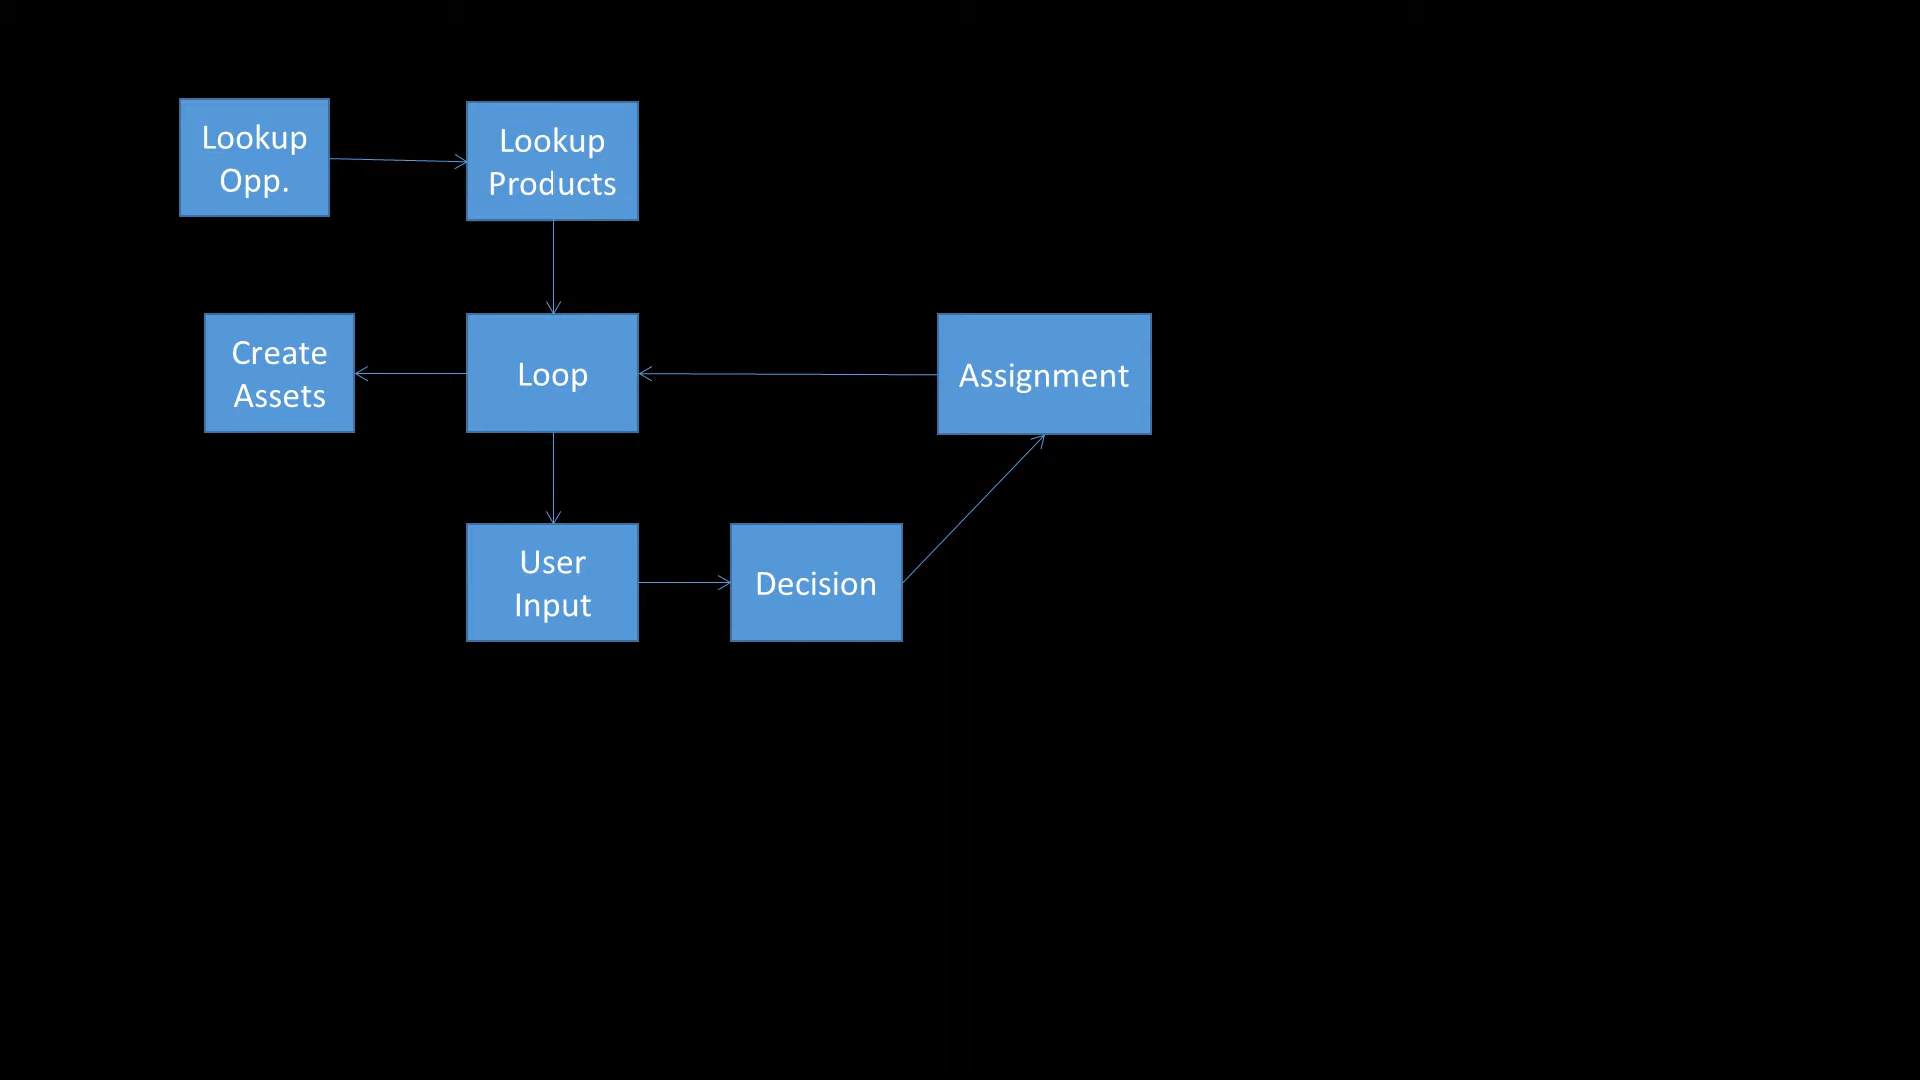 Lookup
Opp.
Lookup
Products
Create
Assets
Loop
Assignment
User
Input
Decision